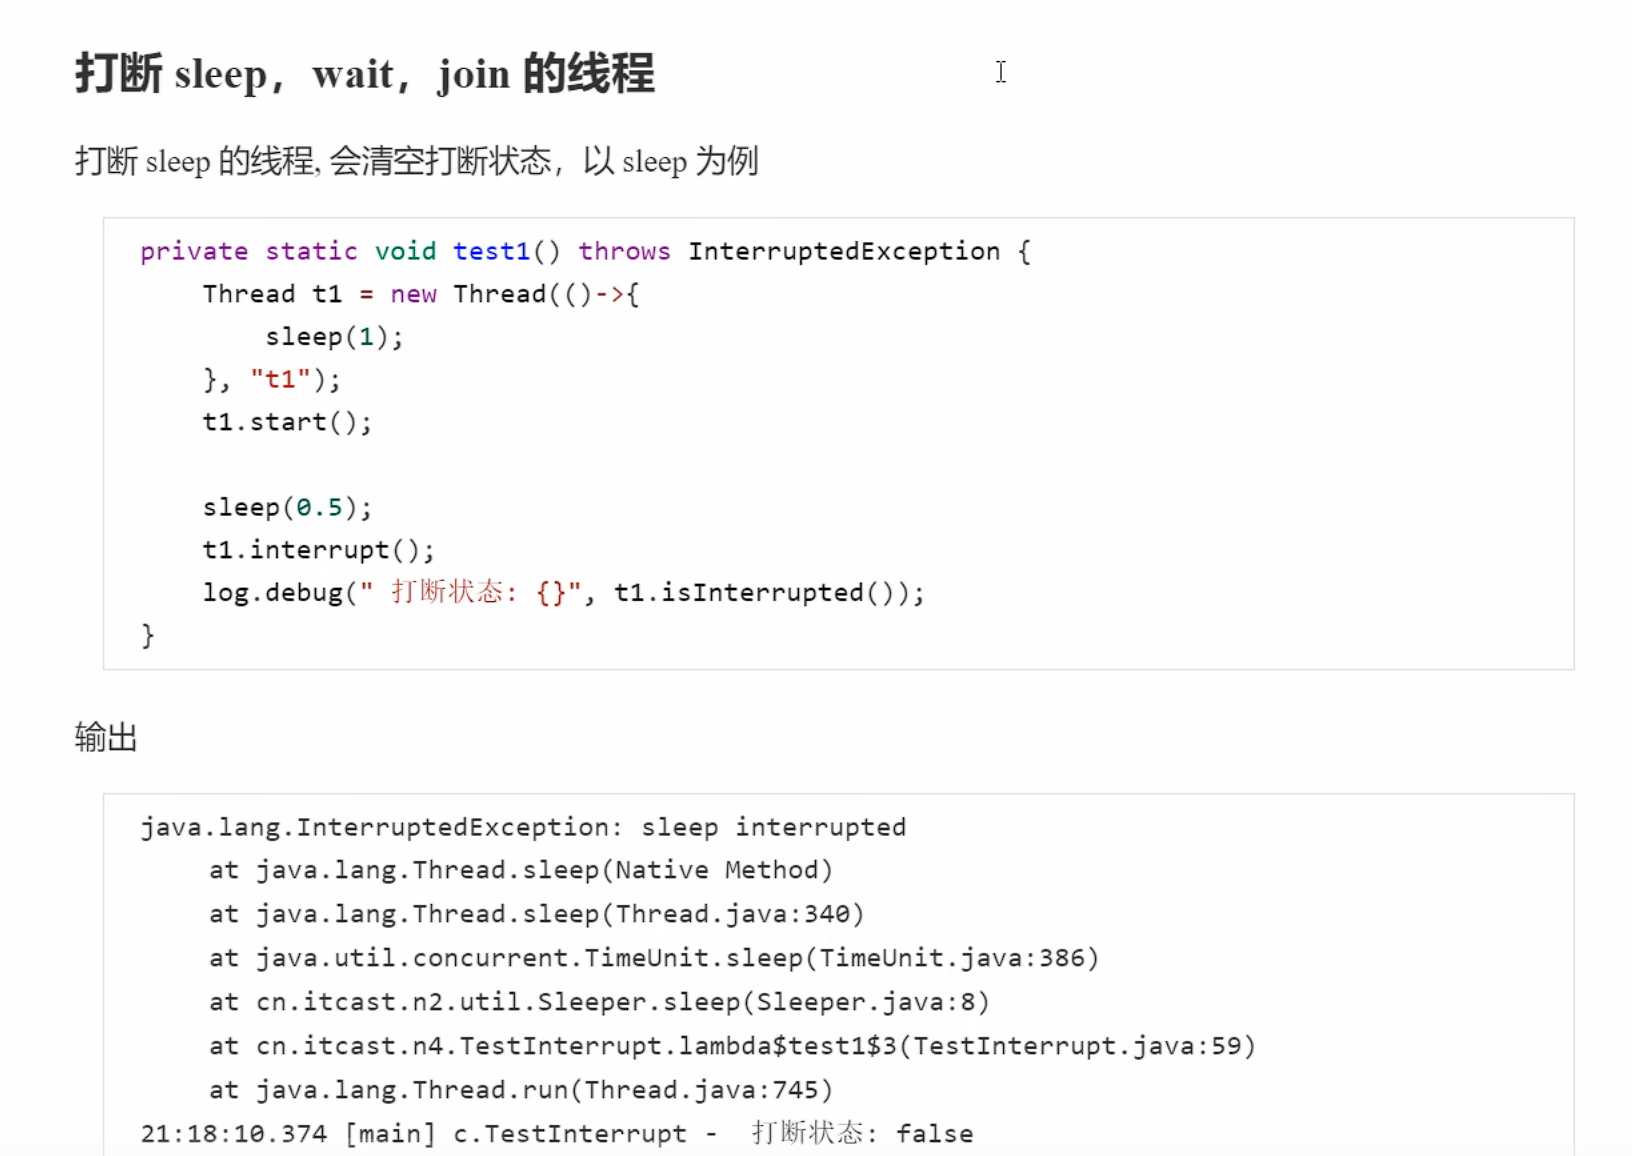 打断 sleep，wait，join 的线程
打断 sleep 的线程, 会清空打断状态，以 sleep 为例
private static void test1() throws InterruptedException {
    Thread t1 = new Thread(()->{
        sleep(1);
    }, "t1");
    t1.start();

    sleep(0.5);
    t1.interrupt();
    log.debug(" 打断状态: {}", t1.isInterrupted());
}
输出
java.lang.InterruptedException: sleep interrupted
    at java.lang.Thread.sleep(Native Method)
    at java.lang.Thread.sleep(Thread.java:340)
    at java.util.concurrent.TimeUnit.sleep(TimeUnit.java:386)
    at cn.itcast.n2.util.Sleeper.sleep(Sleeper.java:8)
    at cn.itcast.n4.TestInterrupt.lambda$test1$3(TestInterrupt.java:59)
    at java.lang.Thread.run(Thread.java:745)
21:18:10.374 [main] c.TestInterrupt -  打断状态: false